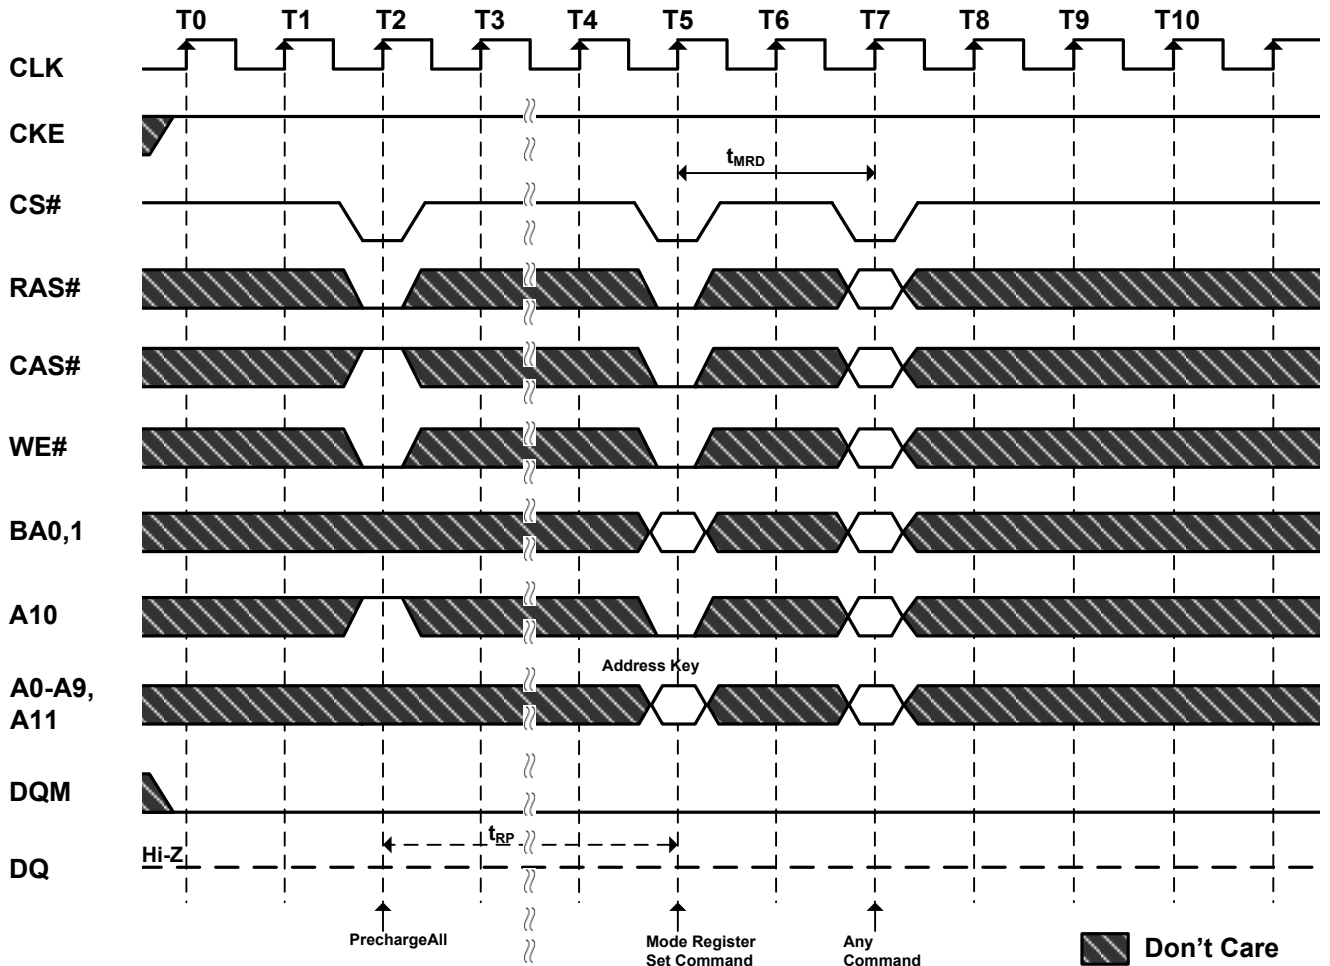 T0 T1 T2 T3 T4 T5 T6 T7 T8 T9 T10
CLK
CKE
tMRD
CS#
RAS#
CAS#
WE#
BA0,1
A10
Address Key
A0-A9,
A11
DQM
tRP
Hi-Z
DQ
PrechargeAll
Mode Register
Set Command
Any
Command
Don't Care